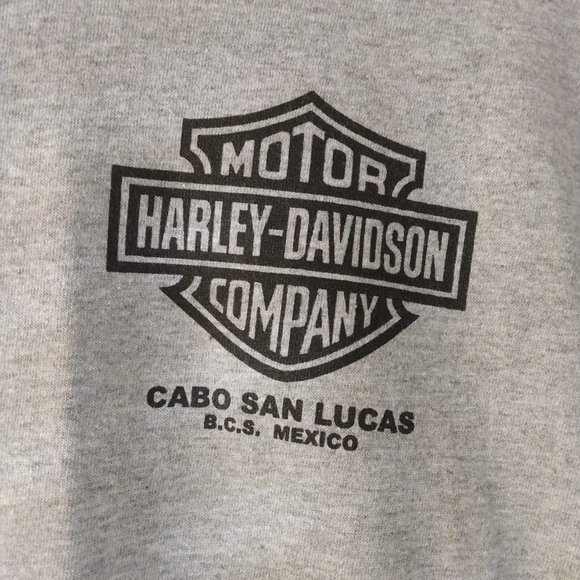 MOTOR
HARLEY-DAVIDSON
COMPANY
CABO SAN LUCAS
B.C.S. MEXICO